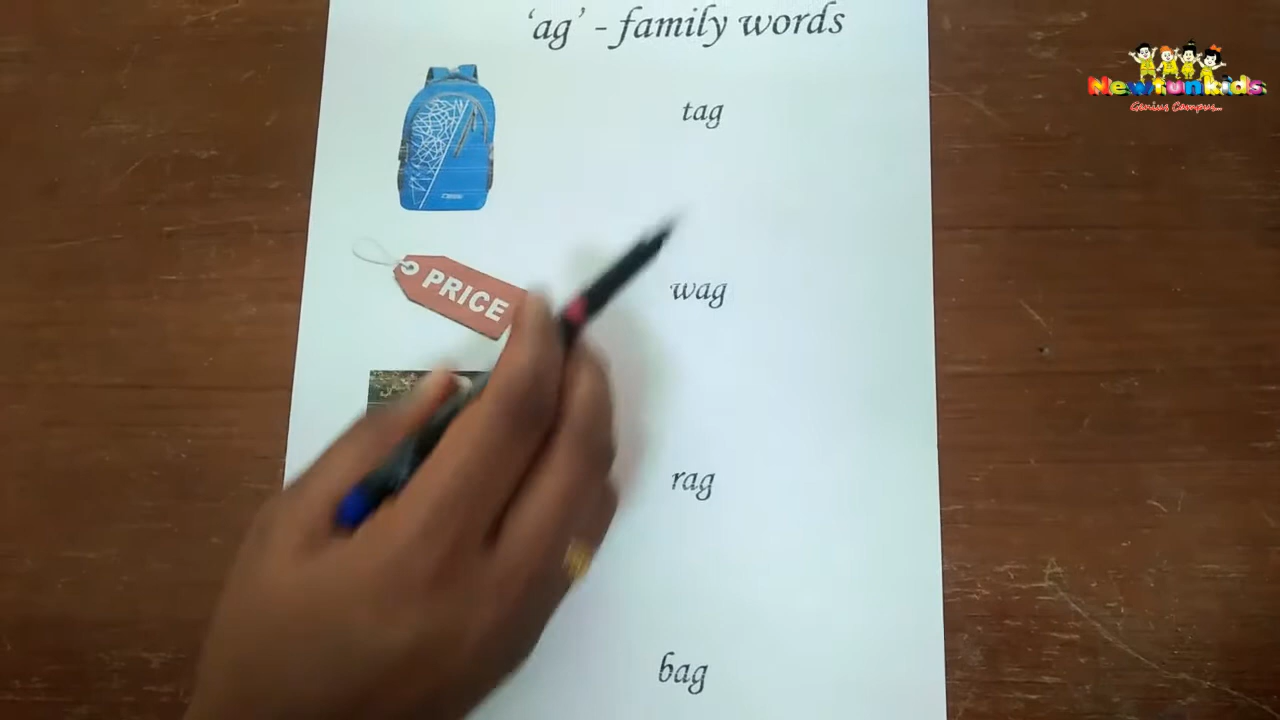 'ag' - family words
Newfunkids
Genius Campus...
tag
PRICE
wag
rag
bag